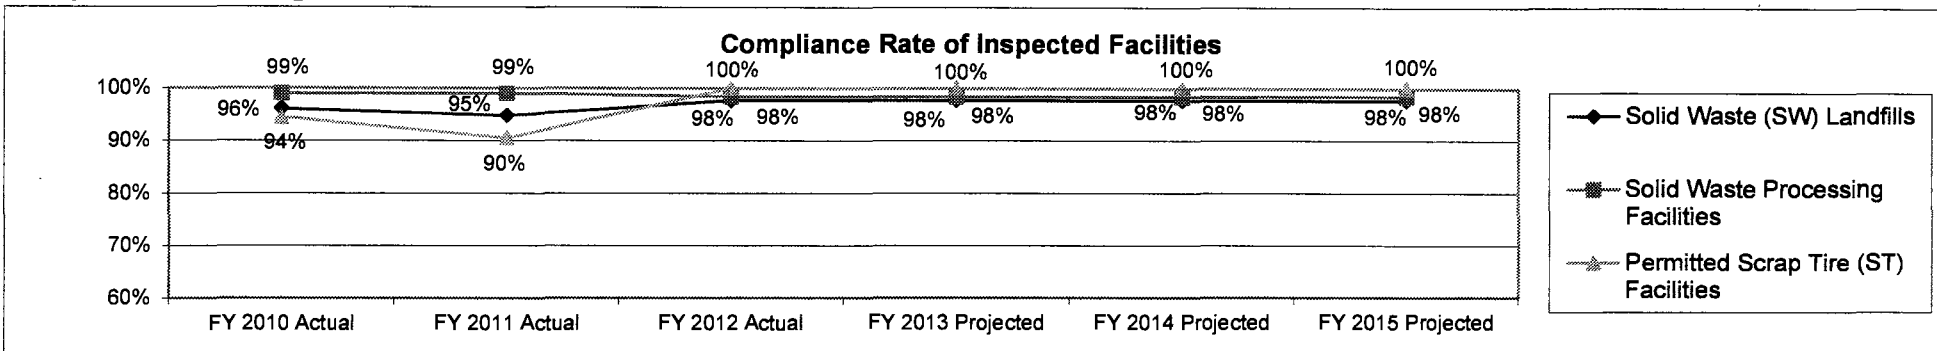 Compliance Rate of Inspected Facilities
99% 99% 100% 100% 100% 100%
100%
96% 95% 98% 98% 98% 98% 98% 98% 98% 98%
90%
94% 90%
80%
70%
60%
FY 2010 Actual FY 2011 Actual FY 2012 Actual FY 2013 Projected FY 2014 Projected FY 2015 Projected
Solid Waste (SW) Landfills
Solid Waste Processing
Facilities
Permitted Scrap Tire (ST)
Facilities